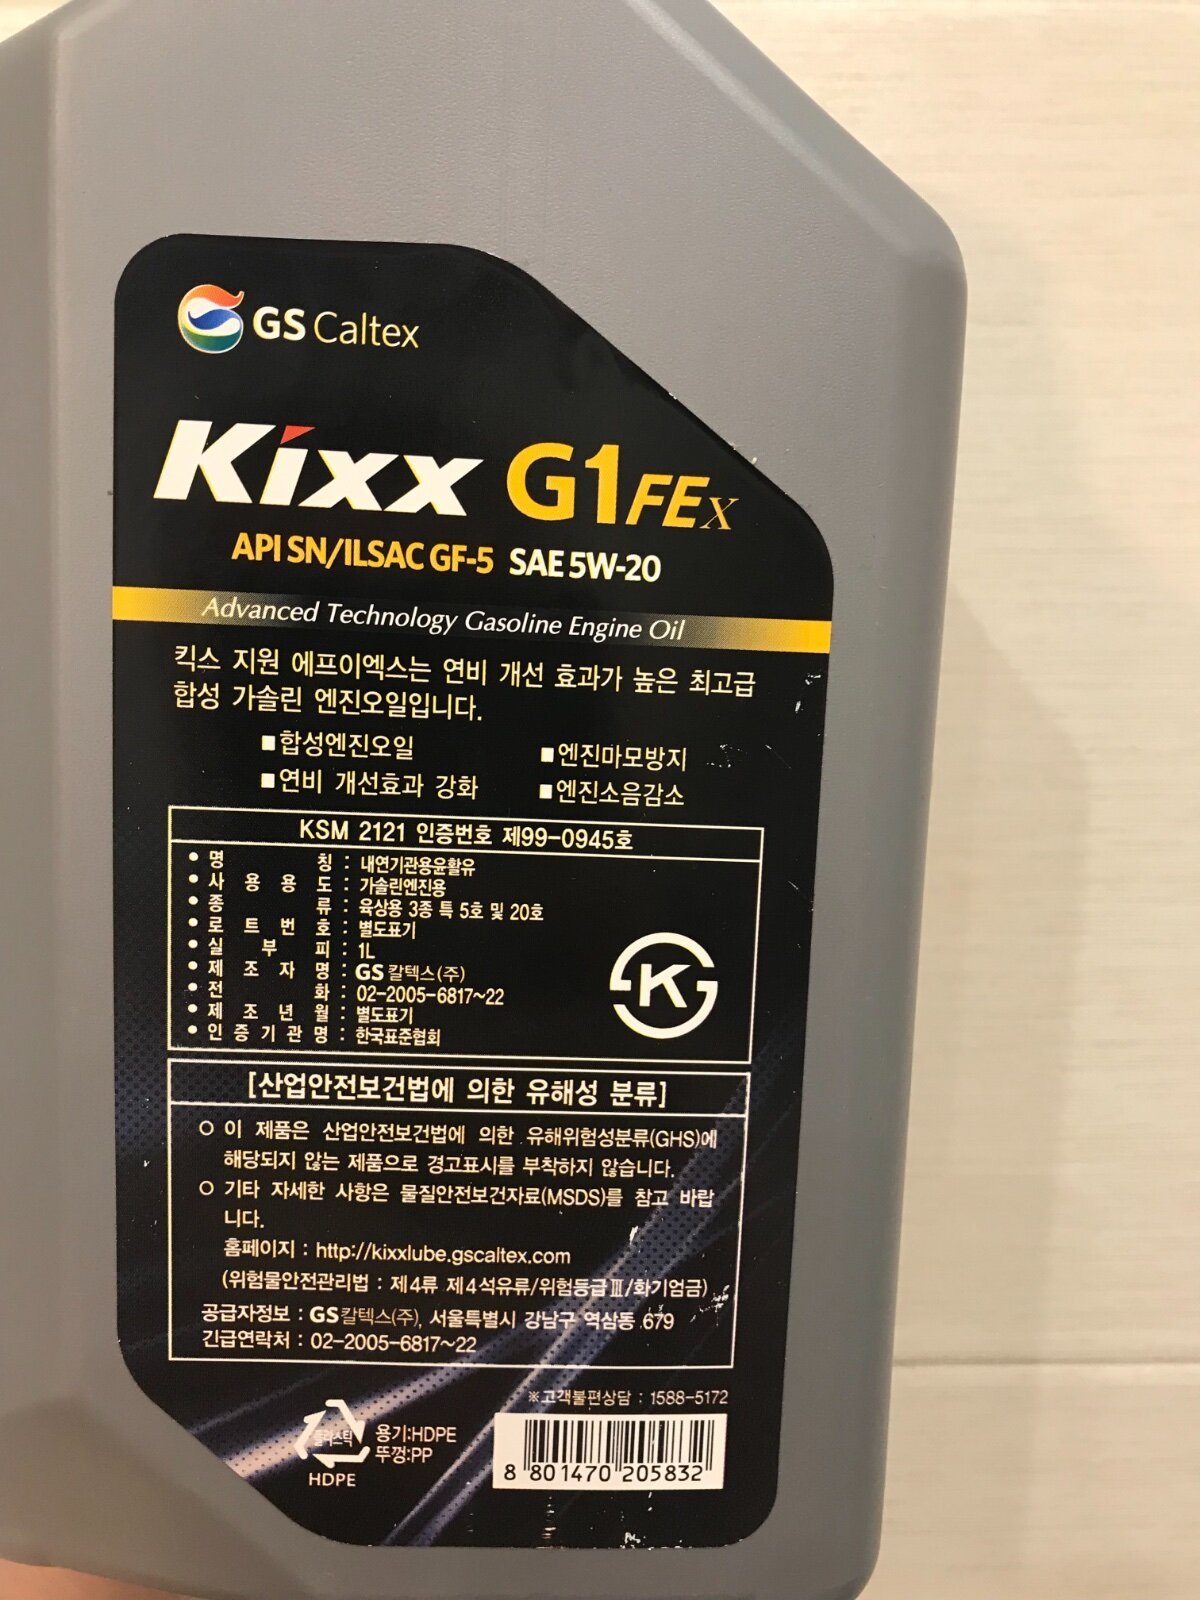 GS Caltex
Kixx G1 FEx
API SN/ILSAC GF-5 SAE 5W-20
Advanced Technology Gasoline Engine Oil
킥스 지원 에프이엑스는 연비 개선 효과가 높은 최고급
합성 가솔린 엔진오일입니다.
■합성엔진오일 ■엔진마모방지
■연비 개선효과 강화 ■엔진소음감소
KSM 2121 인증번호 제99-0945호
• 명 칭 : 내연기관용윤활유
• 사 용 용 도 : 가솔린엔진용
• 종 류 : 육상용 3종 특 5호 및 20호
• 로 트 번 호 : 별도표기
• 실 부 피 : 1L
• 제 조 자 명 : GS칼텍스(주)
• 전 화 : 02-2005-6817~22
• 제 조 년 월 : 별도표기
• 인 증 기 관 명 : 한국표준협회
K
[산업안전보건법에 의한 유해성 분류]
○ 이 제품은 산업안전보건법에 의한 유해위험성분류(GHS)에
해당되지 않는 제품으로 경고표시를 부착하지 않습니다.
○ 기타 자세한 사항은 물질안전보건자료(MSDS)를 참고 바랍
니다.
홈페이지 : http://kixxlube.gscaltex.com
(위험물안전관리법 : 제4류 제4석유류/위험등급Ⅲ/화기엄금)
공급자정보 : GS칼텍스(주), 서울특별시 강남구 역삼동 679
긴급연락처 : 02-2005-6817~22
※고객불편상담 : 1588-5172
플라스틱
용기:HDPE
뚜껑:PP
HDPE
8 801470 205832